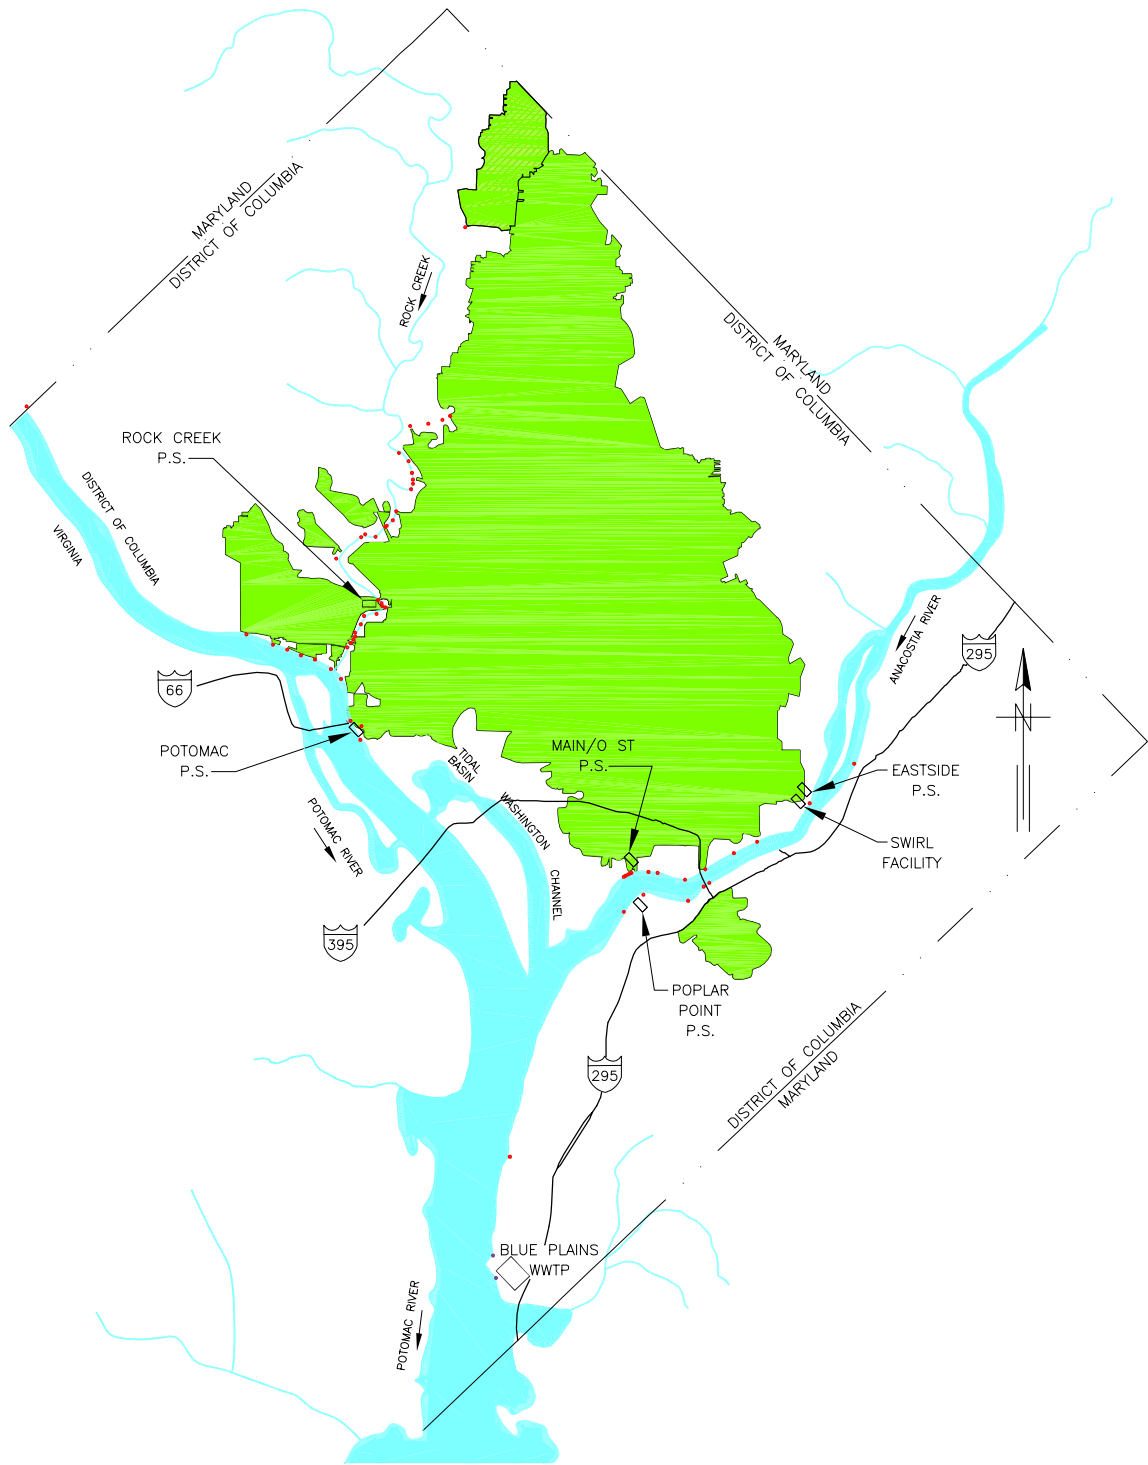 MARYLAND
DISTRICT OF COLUMBIA
ROCK CREEK
MARYLAND
DISTRICT OF COLUMBIA
ROCK CREEK
P.S.
DISTRICT OF COLUMBIA
VIRGINIA
ANACOSTIA RIVER
295
66
N
POTOMAC
P.S.
TIDAL
BASIN
MAIN/O ST
P.S.
EASTSIDE
P.S.
POTOMAC RIVER
WASHINGTON
CHANNEL
SWIRL
FACILITY
395
POPLAR
POINT
P.S.
295
DISTRICT OF COLUMBIA
MARYLAND
BLUE PLAINS
WWTP
POTOMAC RIVER